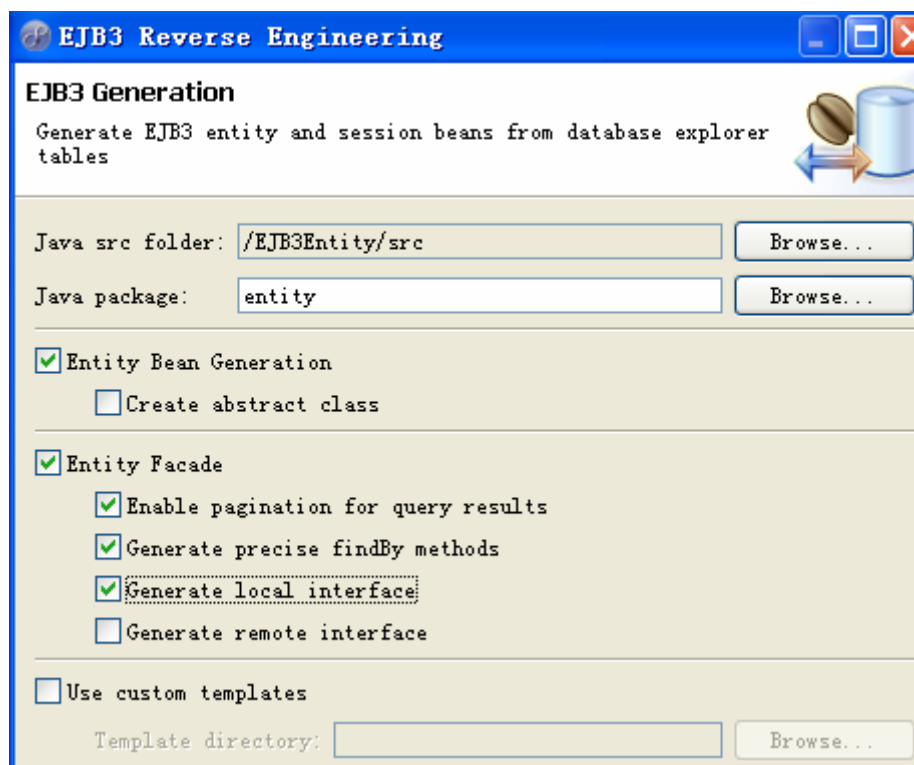 EJB3 Reverse Engineering
EJB3 Generation
Generate EJB3 entity and session beans from database explorer
tables
Java src folder: /EJB3Entity/src Browse...
Java package: entity Browse...
Entity Bean Generation
Create abstract class
Entity Facade
Enable pagination for query results
Generate precise findBy methods
Generate local interface
Generate remote interface
Use custom templates
Template directory: Browse...